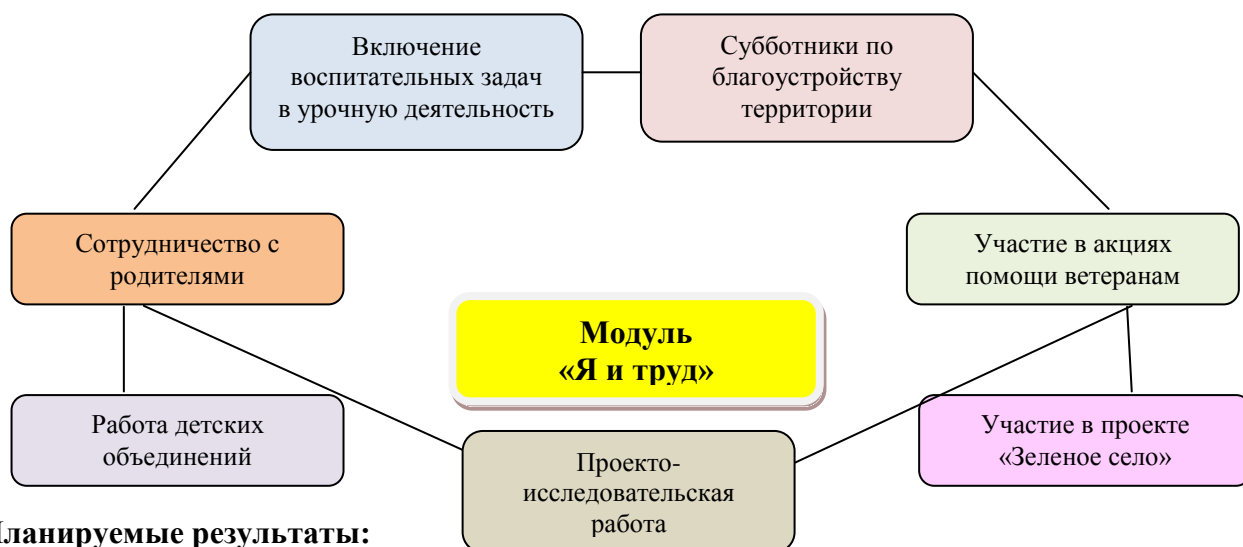 Включение
воспитательных задач
в урочную деятельность
Субботники по
благоустройству
территории
Сотрудничество с
родителями
Участие в акциях
помощи ветеранам
Модуль
«Я и труд»
Работа детских
объединений
Проекто-
исследовательская
работа
Участие в проекте
«Зеленое село»
Планируемые результаты: